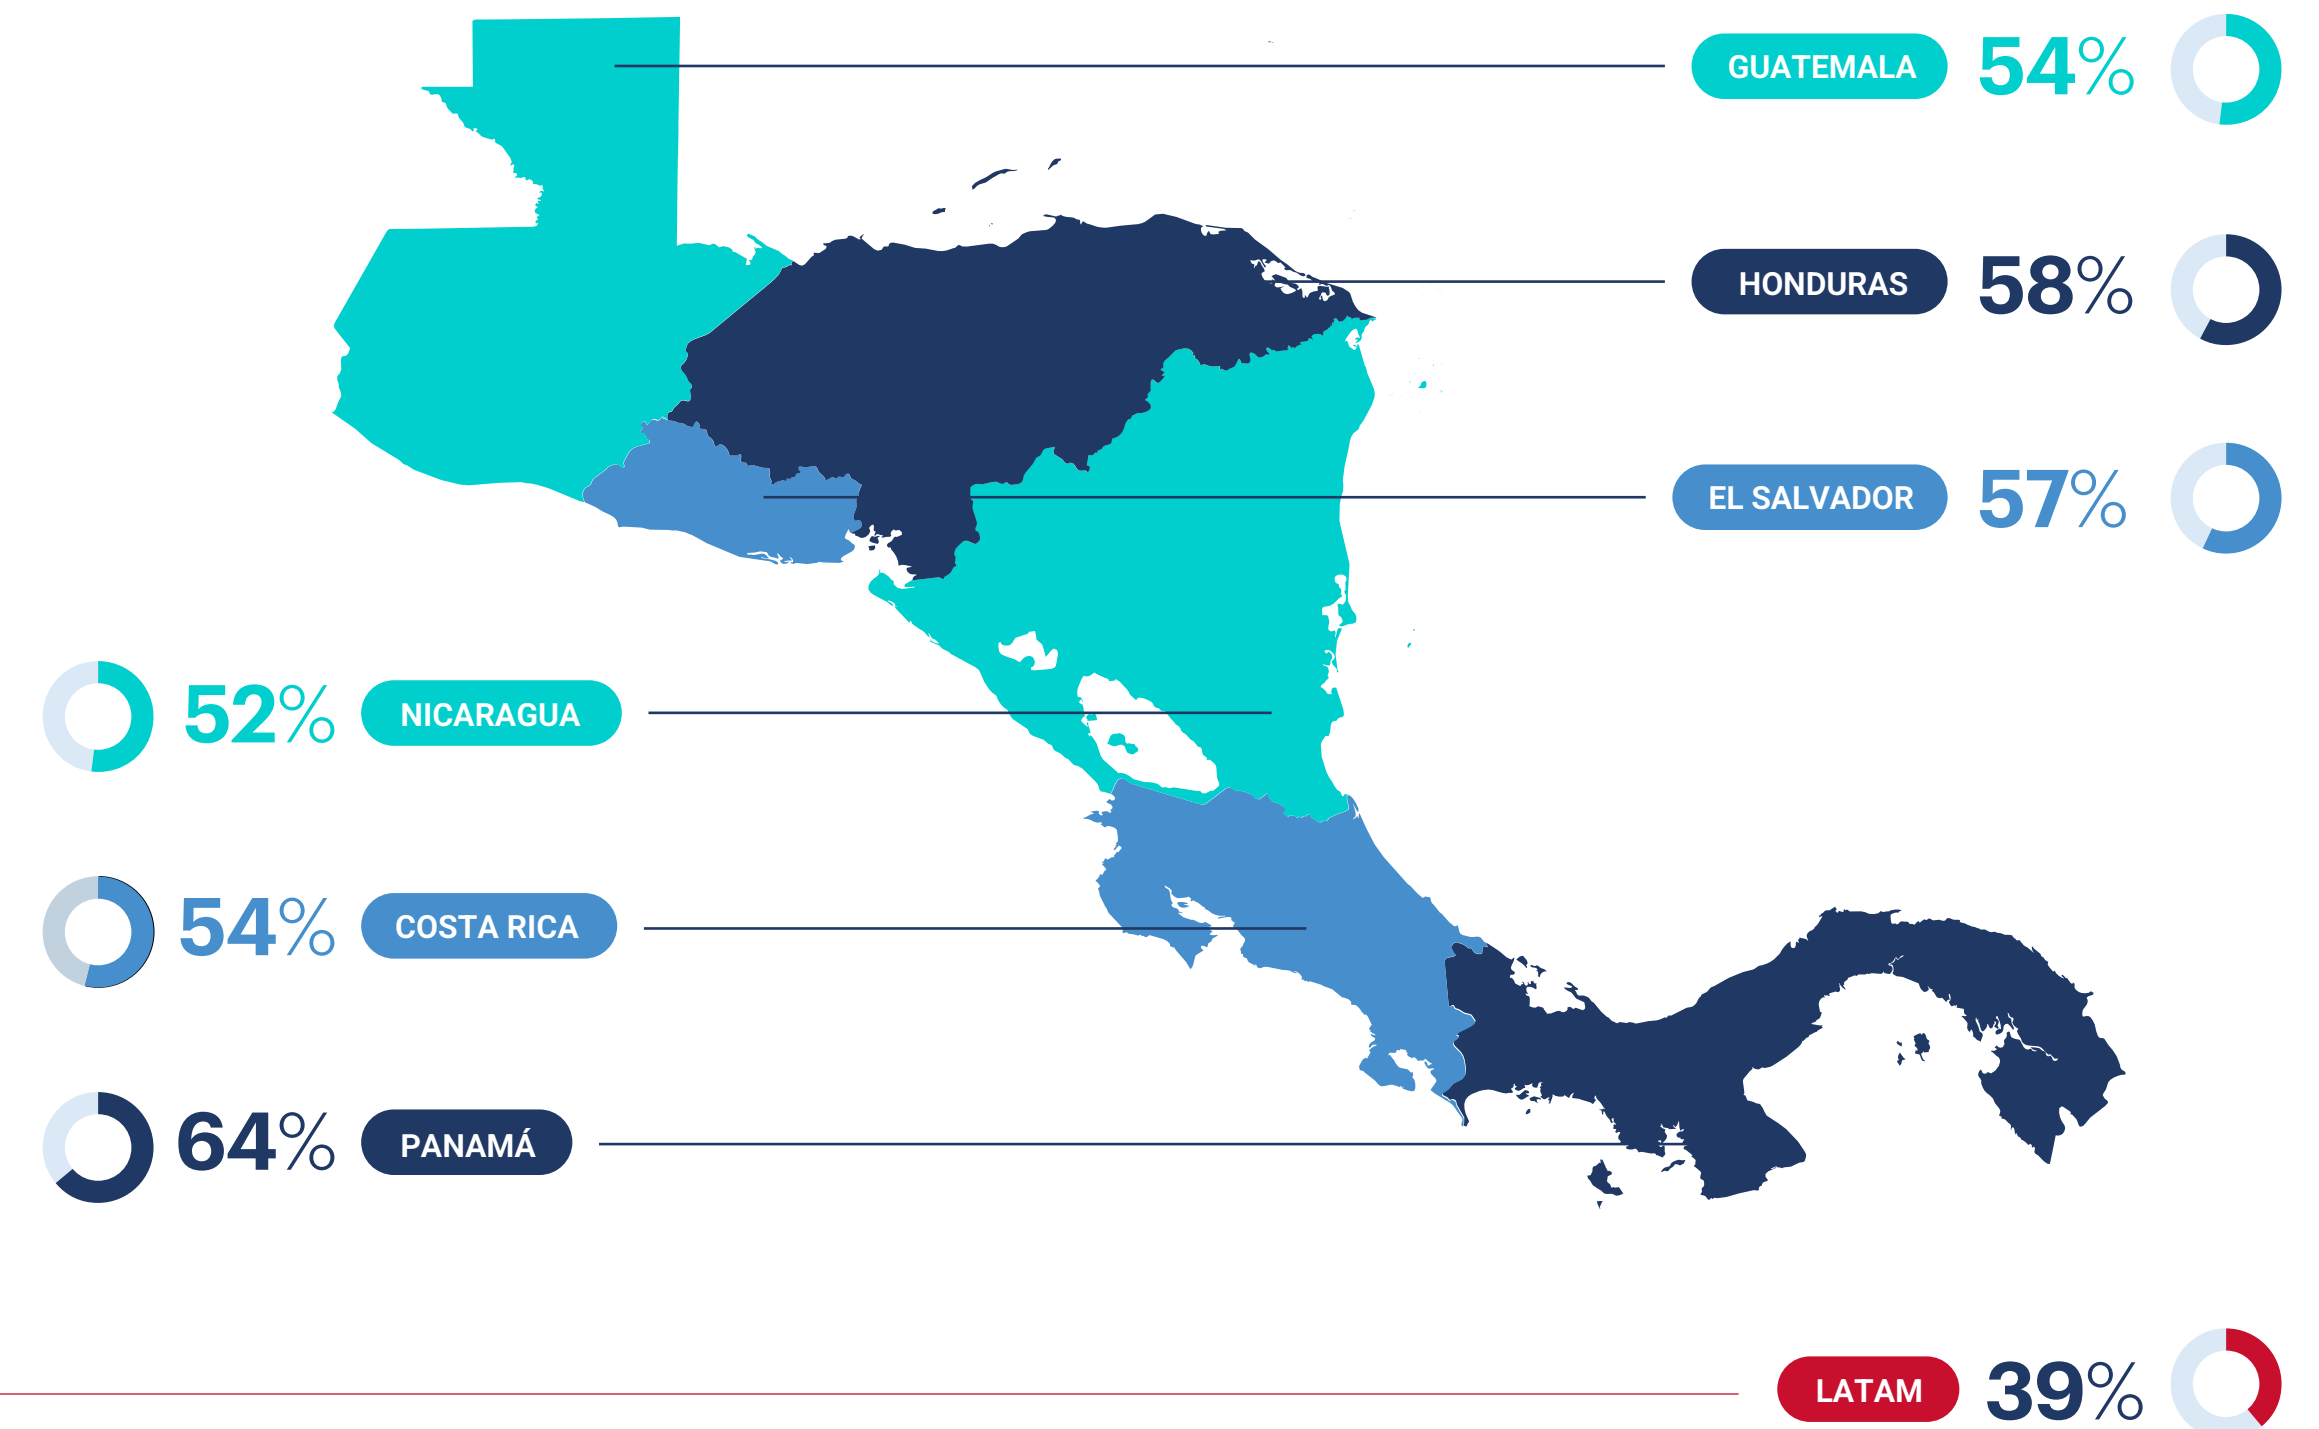 GUATEMALA 54%
HONDURAS 58%
EL SALVADOR 57%
52% NICARAGUA
54% COSTA RICA
64% PANAMÁ
LATAM 39%